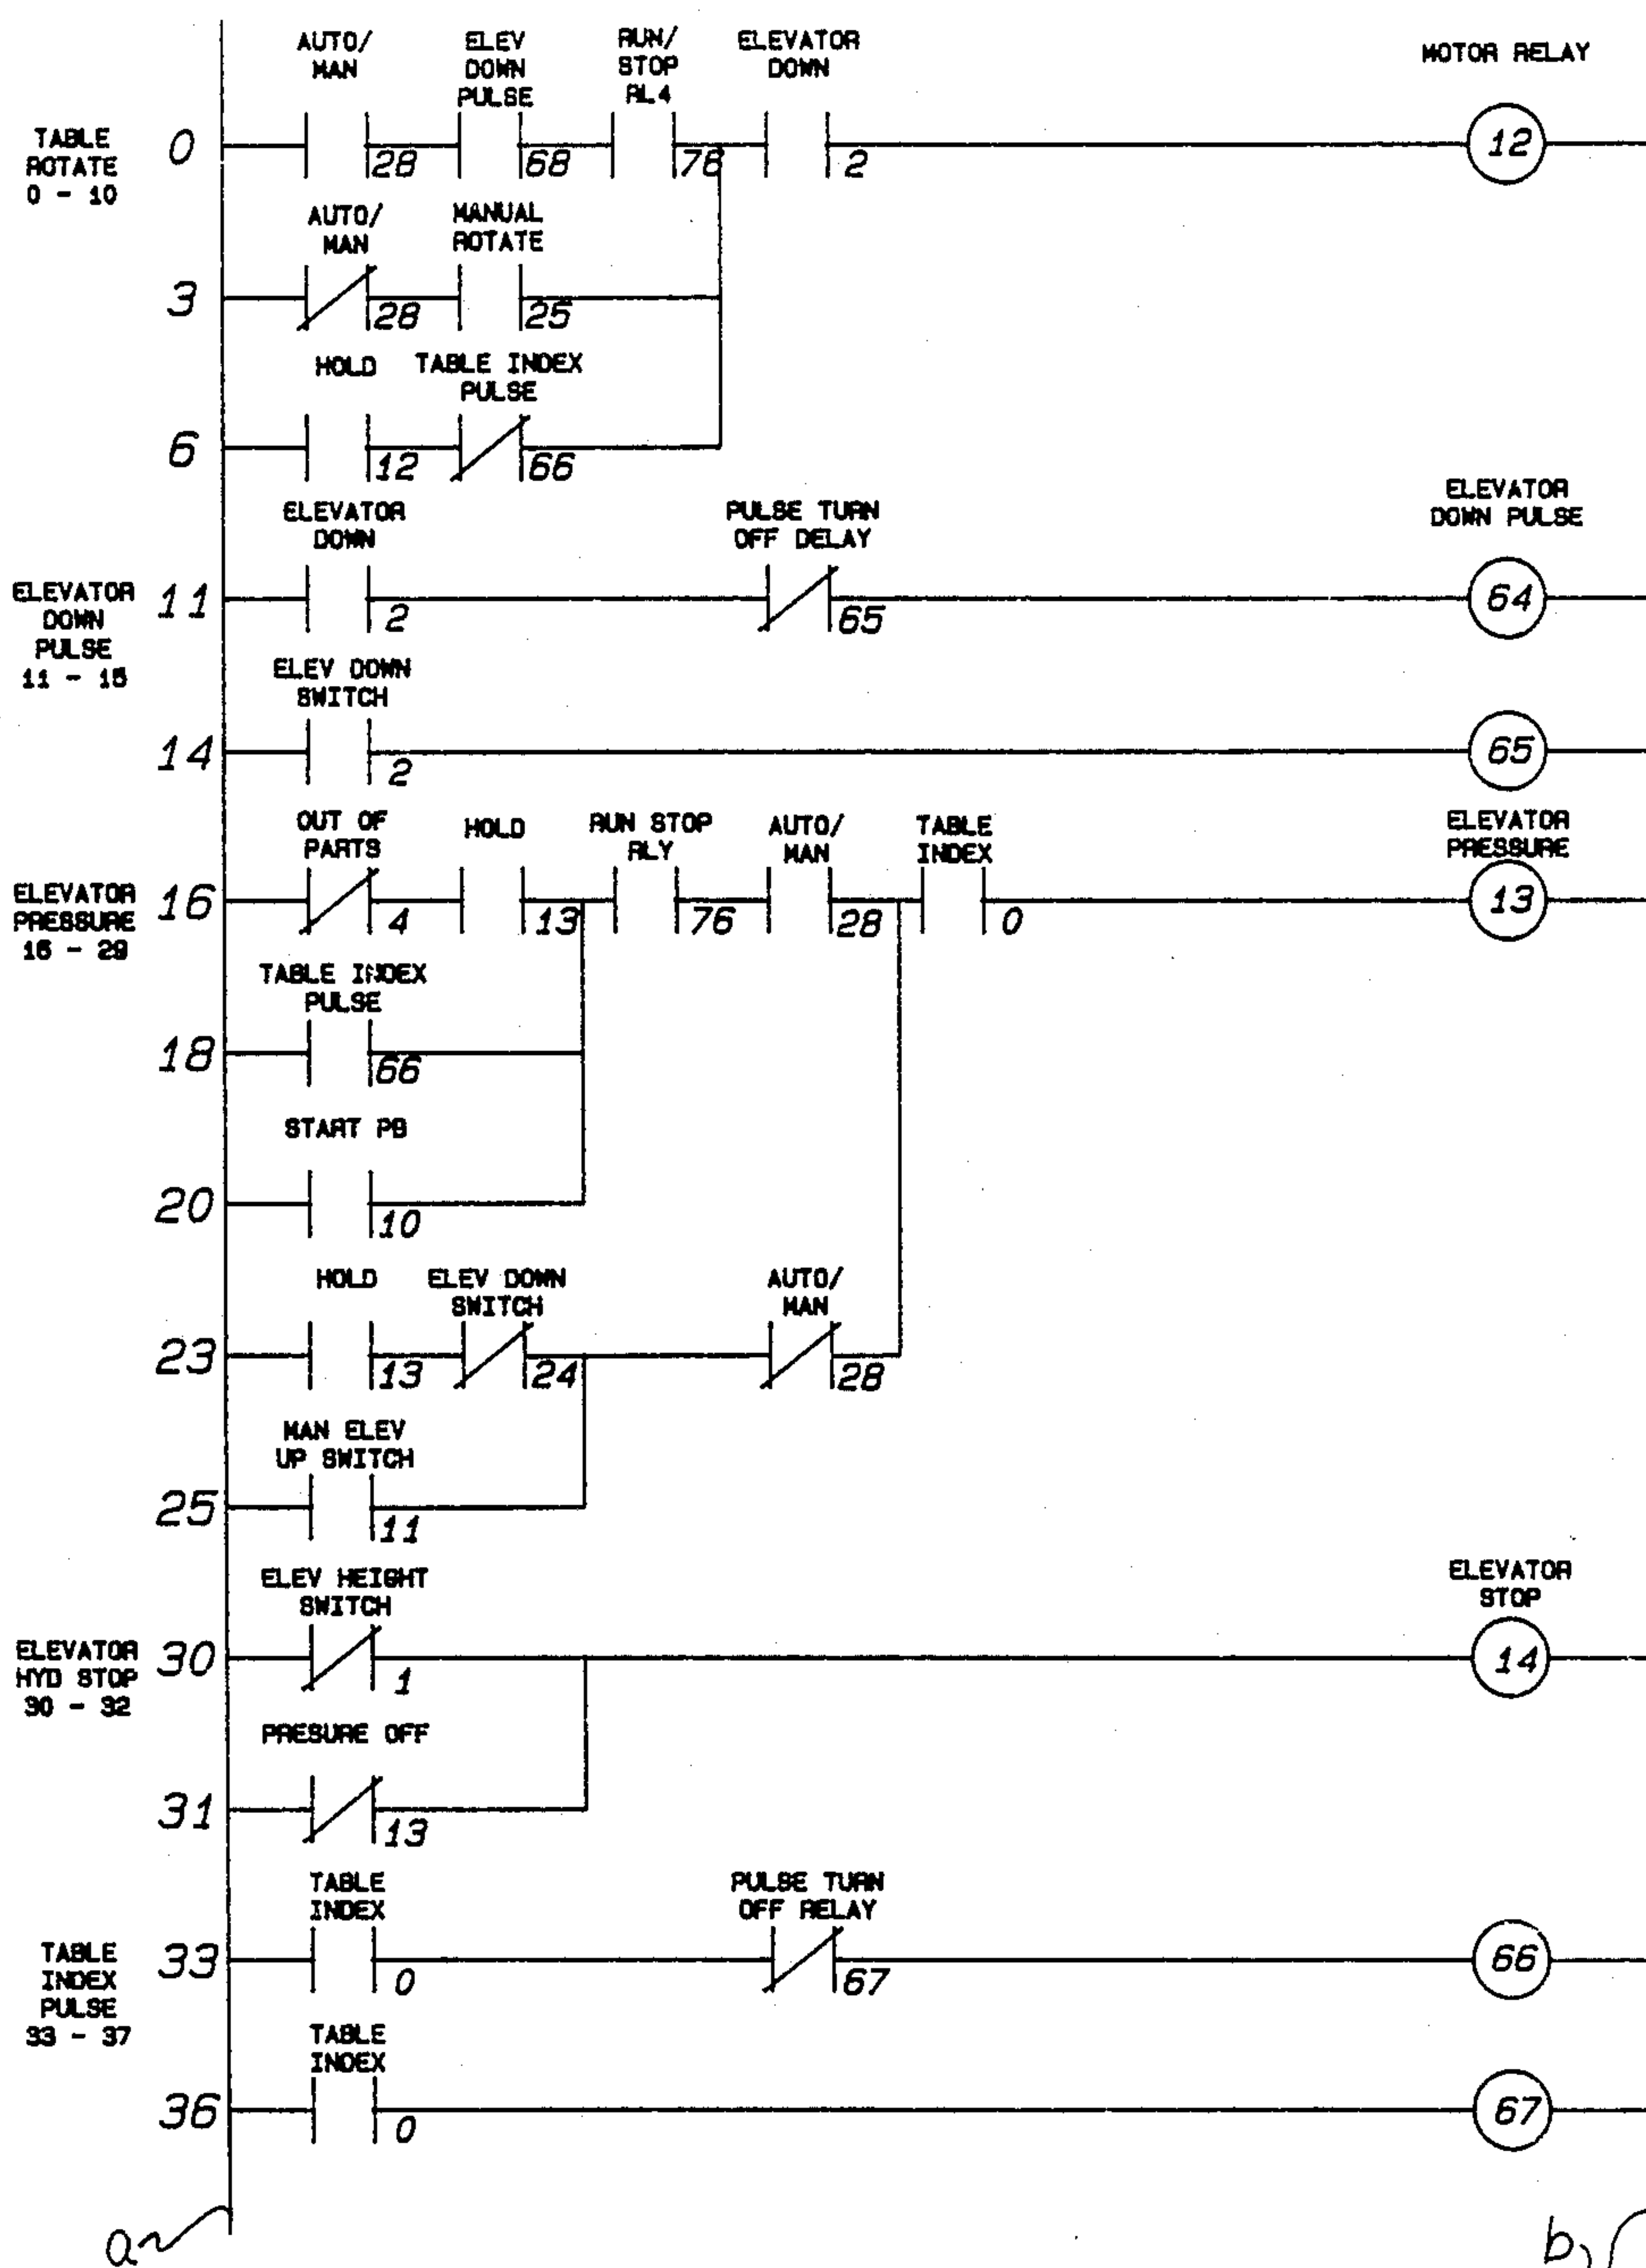 AUTO/
MAN
ELEV
DOWN
PULSE
RUN/
STOP
RL4
ELEVATOR
DOWN
MOTOR RELAY
TABLE
ROTATE
0 - 10
0
28
68
78
2
12
AUTO/
MAN
MANUAL
ROTATE
3
28
25
HOLD
TABLE INDEX
PULSE
6
12
66
ELEVATOR
DOWN
PULSE TURN
OFF DELAY
ELEVATOR
DOWN PULSE
ELEVATOR
DOWN
PULSE
11 - 15
11
2
65
64
ELEV DOWN
SWITCH
14
2
65
OUT OF
PARTS
HOLD
RUN STOP
RLY
AUTO/
MAN
TABLE
INDEX
ELEVATOR
PRESSURE
ELEVATOR
PRESSURE
16 - 29
16
4
13
76
28
0
13
TABLE INDEX
PULSE
18
66
START PB
20
10
HOLD
ELEV DOWN
SWITCH
AUTO/
MAN
23
13
24
28
MAN ELEV
UP SWITCH
25
11
ELEV HEIGHT
SWITCH
ELEVATOR
STOP
ELEVATOR
HYD STOP
30 - 32
30
1
14
PRESURE OFF
31
13
TABLE
INDEX
PULSE TURN
OFF RELAY
TABLE
INDEX
PULSE
33 - 37
33
0
67
66
TABLE
INDEX
36
0
67
a
b